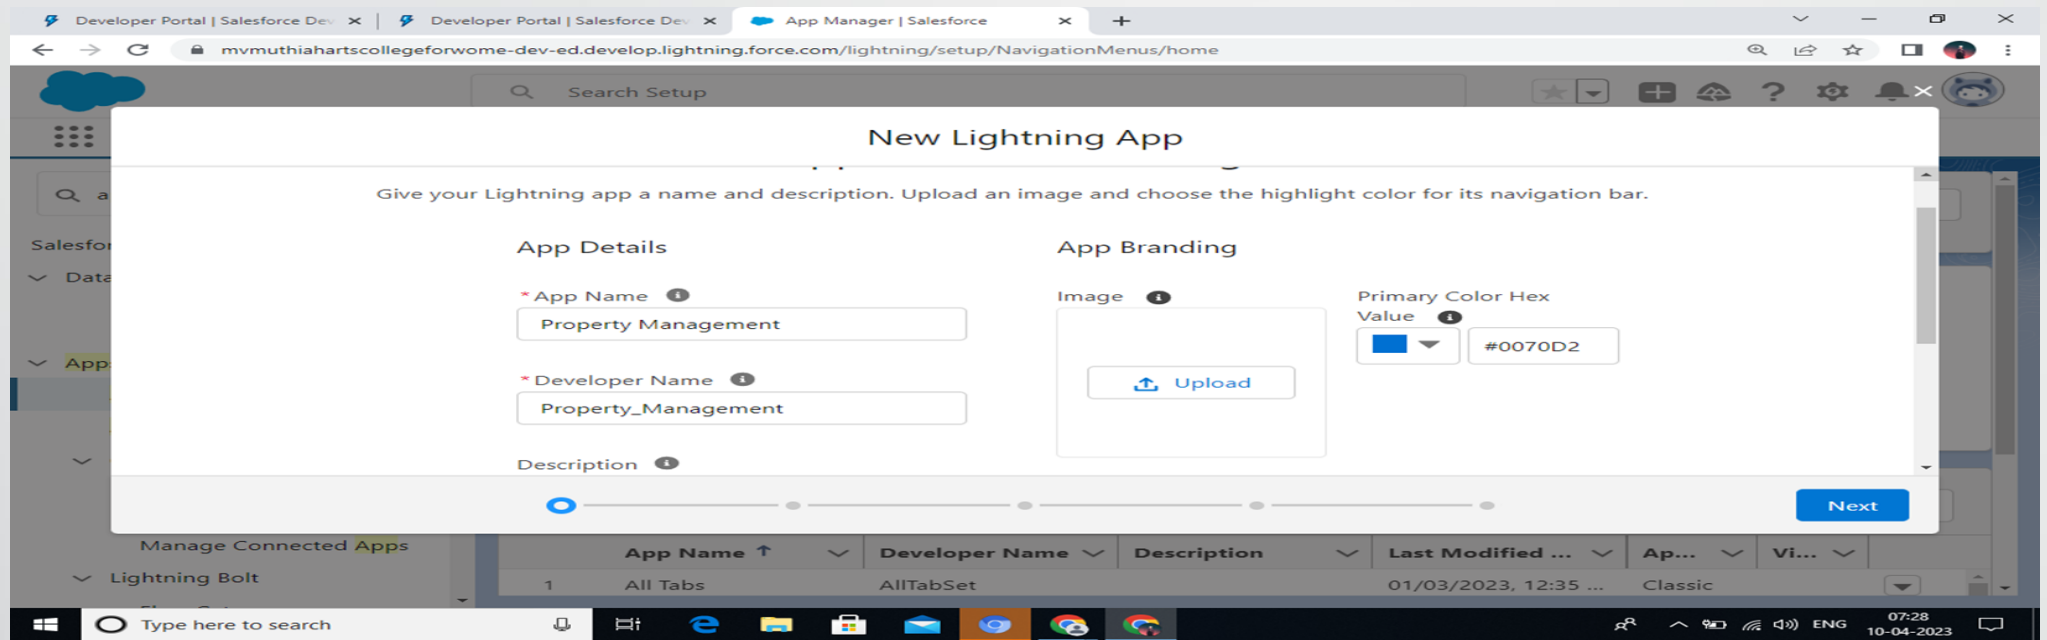 Developer Portal | Salesforce Dev
Developer Portal | Salesforce Dev
App Manager | Salesforce
mvmuthiahartscollegeforwome-dev-ed.develop.lightning.force.com/lightning/setup/NavigationMenus/home
Search Setup
New Lightning App
Give your Lightning app a name and description. Upload an image and choose the highlight color for its navigation bar.
a
Salesfor
Data
App
App Details
App Branding
* App Name
Property Management
* Developer Name
Property_Management
Description
Image
Upload
Primary Color Hex
Value
#0070D2
Next
Manage Connected Apps
Lightning Bolt
App Name Developer Name Description Last Modified ... Ap... Vi...
1 All Tabs AllTabSet 01/03/2023, 12:35 ... Classic
Type here to search
ENG
07:28
10-04-2023